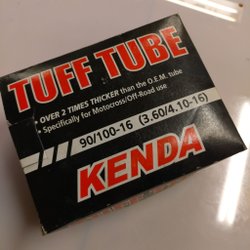 TUFF TUBE
• OVER 2 TIMES THICKER than the O.E.M. tube
• Specifically for Motocross/Off-Road use
90/100-16 (3.60/4.10-16)
KENDA